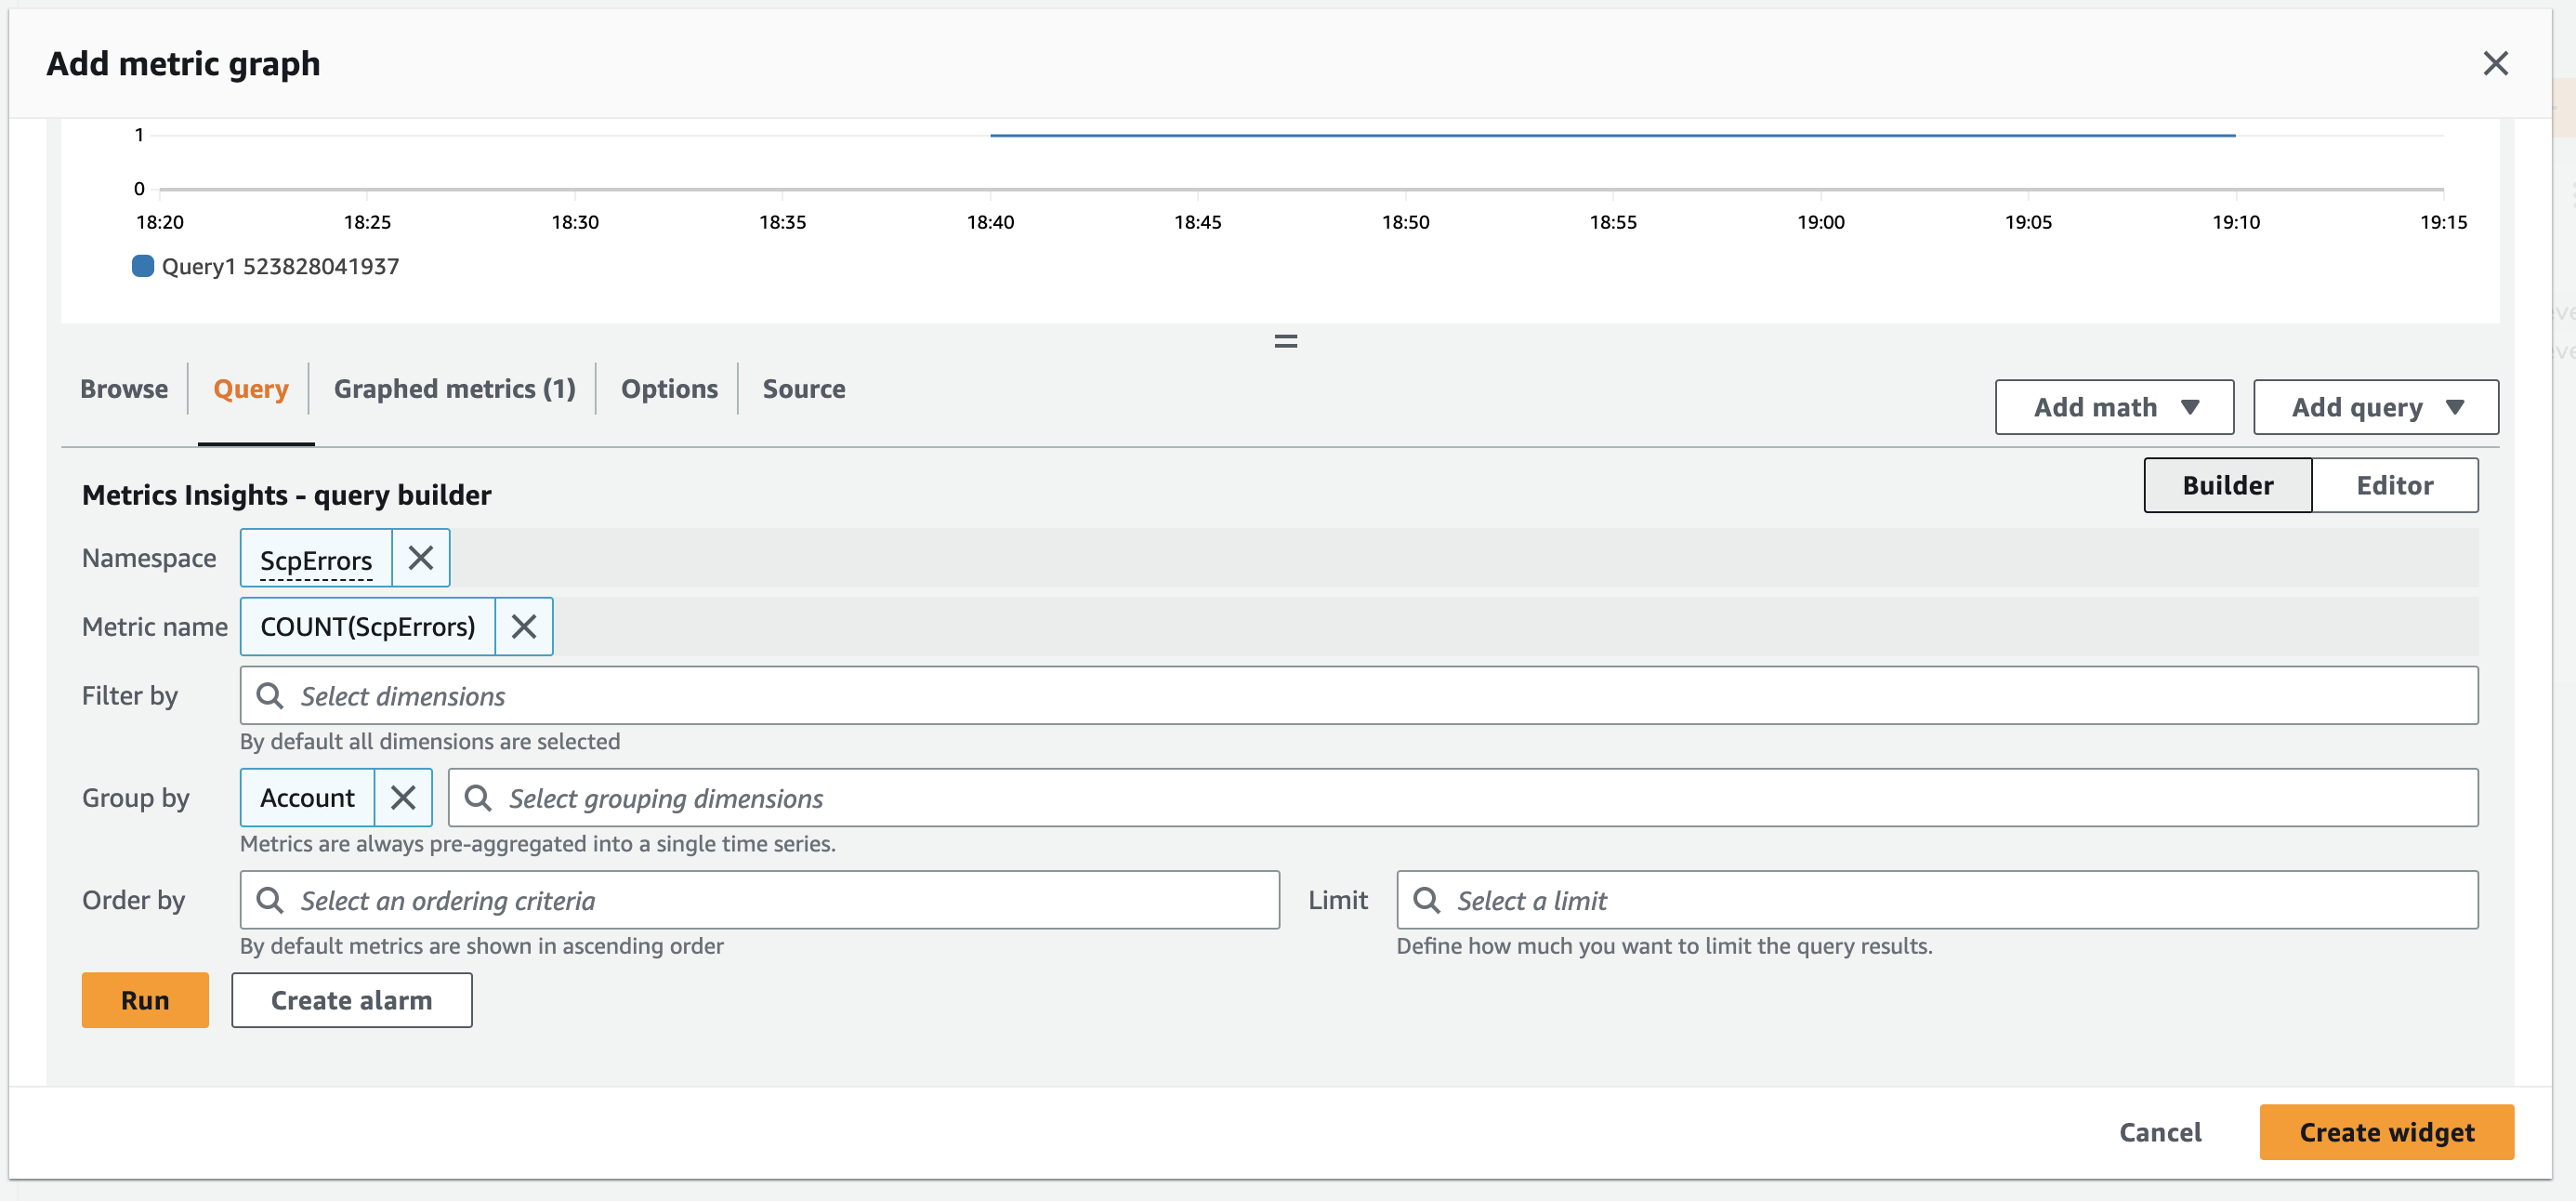 Add metric graph
1
0
18:20 18:25 18:30 18:35 18:40 18:45 18:50 18:55 19:00 19:05 19:10 19:15
Query1 523828041937
Browse Query Graphed metrics (1) Options Source
Add math Add query
Metrics Insights - query builder
Builder Editor
Namespace ScpErrors
Metric name COUNT(ScpErrors)
Filter by Select dimensions
By default all dimensions are selected
Group by Account Select grouping dimensions
Metrics are always pre-aggregated into a single time series.
Order by Select an ordering criteria Limit Select a limit
By default metrics are shown in ascending order Define how much you want to limit the query results.
Run Create alarm
Cancel Create widget